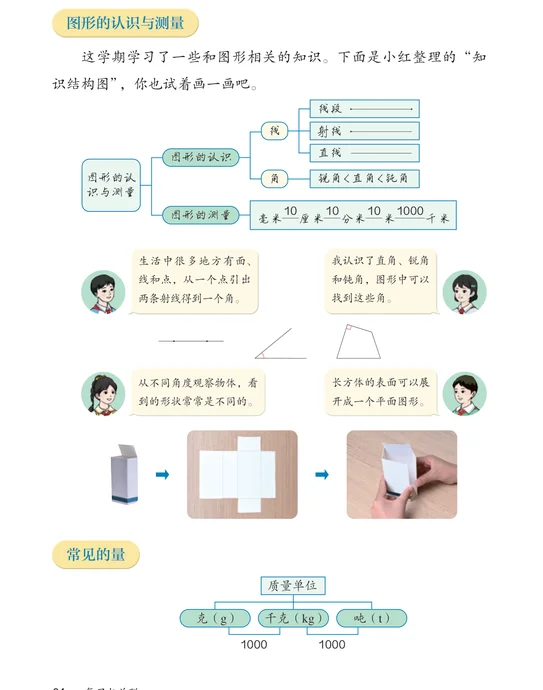 图形的认识与测量
这学期学习了一些和图形相关的知识。下面是小红整理的“知
识结构图”，你也试着画一画吧。
图形的认
识与测量
图形的认识
线
线段
射线
直线
角
锐角<直角<钝角
图形的测量
毫米 10 厘米 10 分米 10 米 1000 千米
生活中很多地方有面、
线和点，从一个点引出
两条射线得到一个角。
我认识了直角、锐角
和钝角，图形中可以
找到这些角。
从不同角度观察物体，看
到的形状常常是不同的。
长方体的表面可以展
开成一个平面图形。
常见的量
质量单位
克（g） 千克（kg） 吨（t）
1000 1000